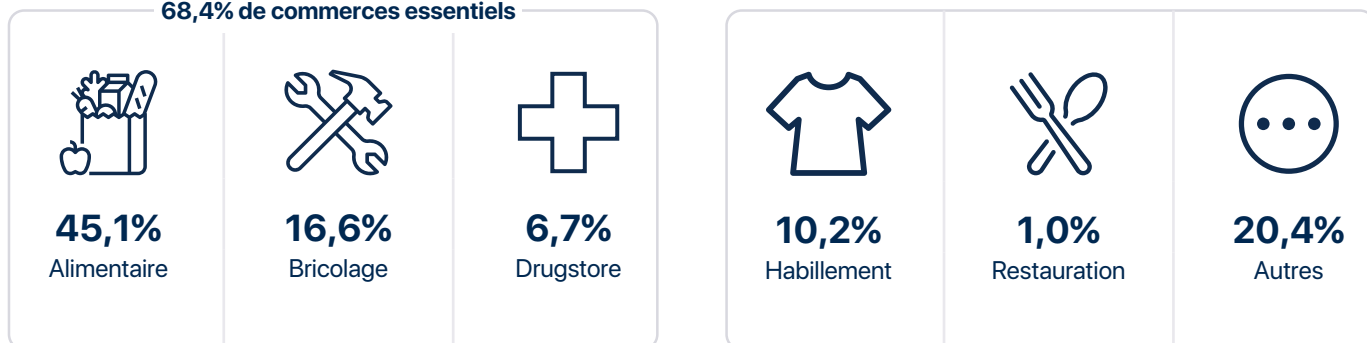 68,4% de commerces essentiels
45,1%
Alimentaire
16,6%
Bricolage
6,7%
Drugstore
10,2%
Habillement
1,0%
Restauration
20,4%
Autres